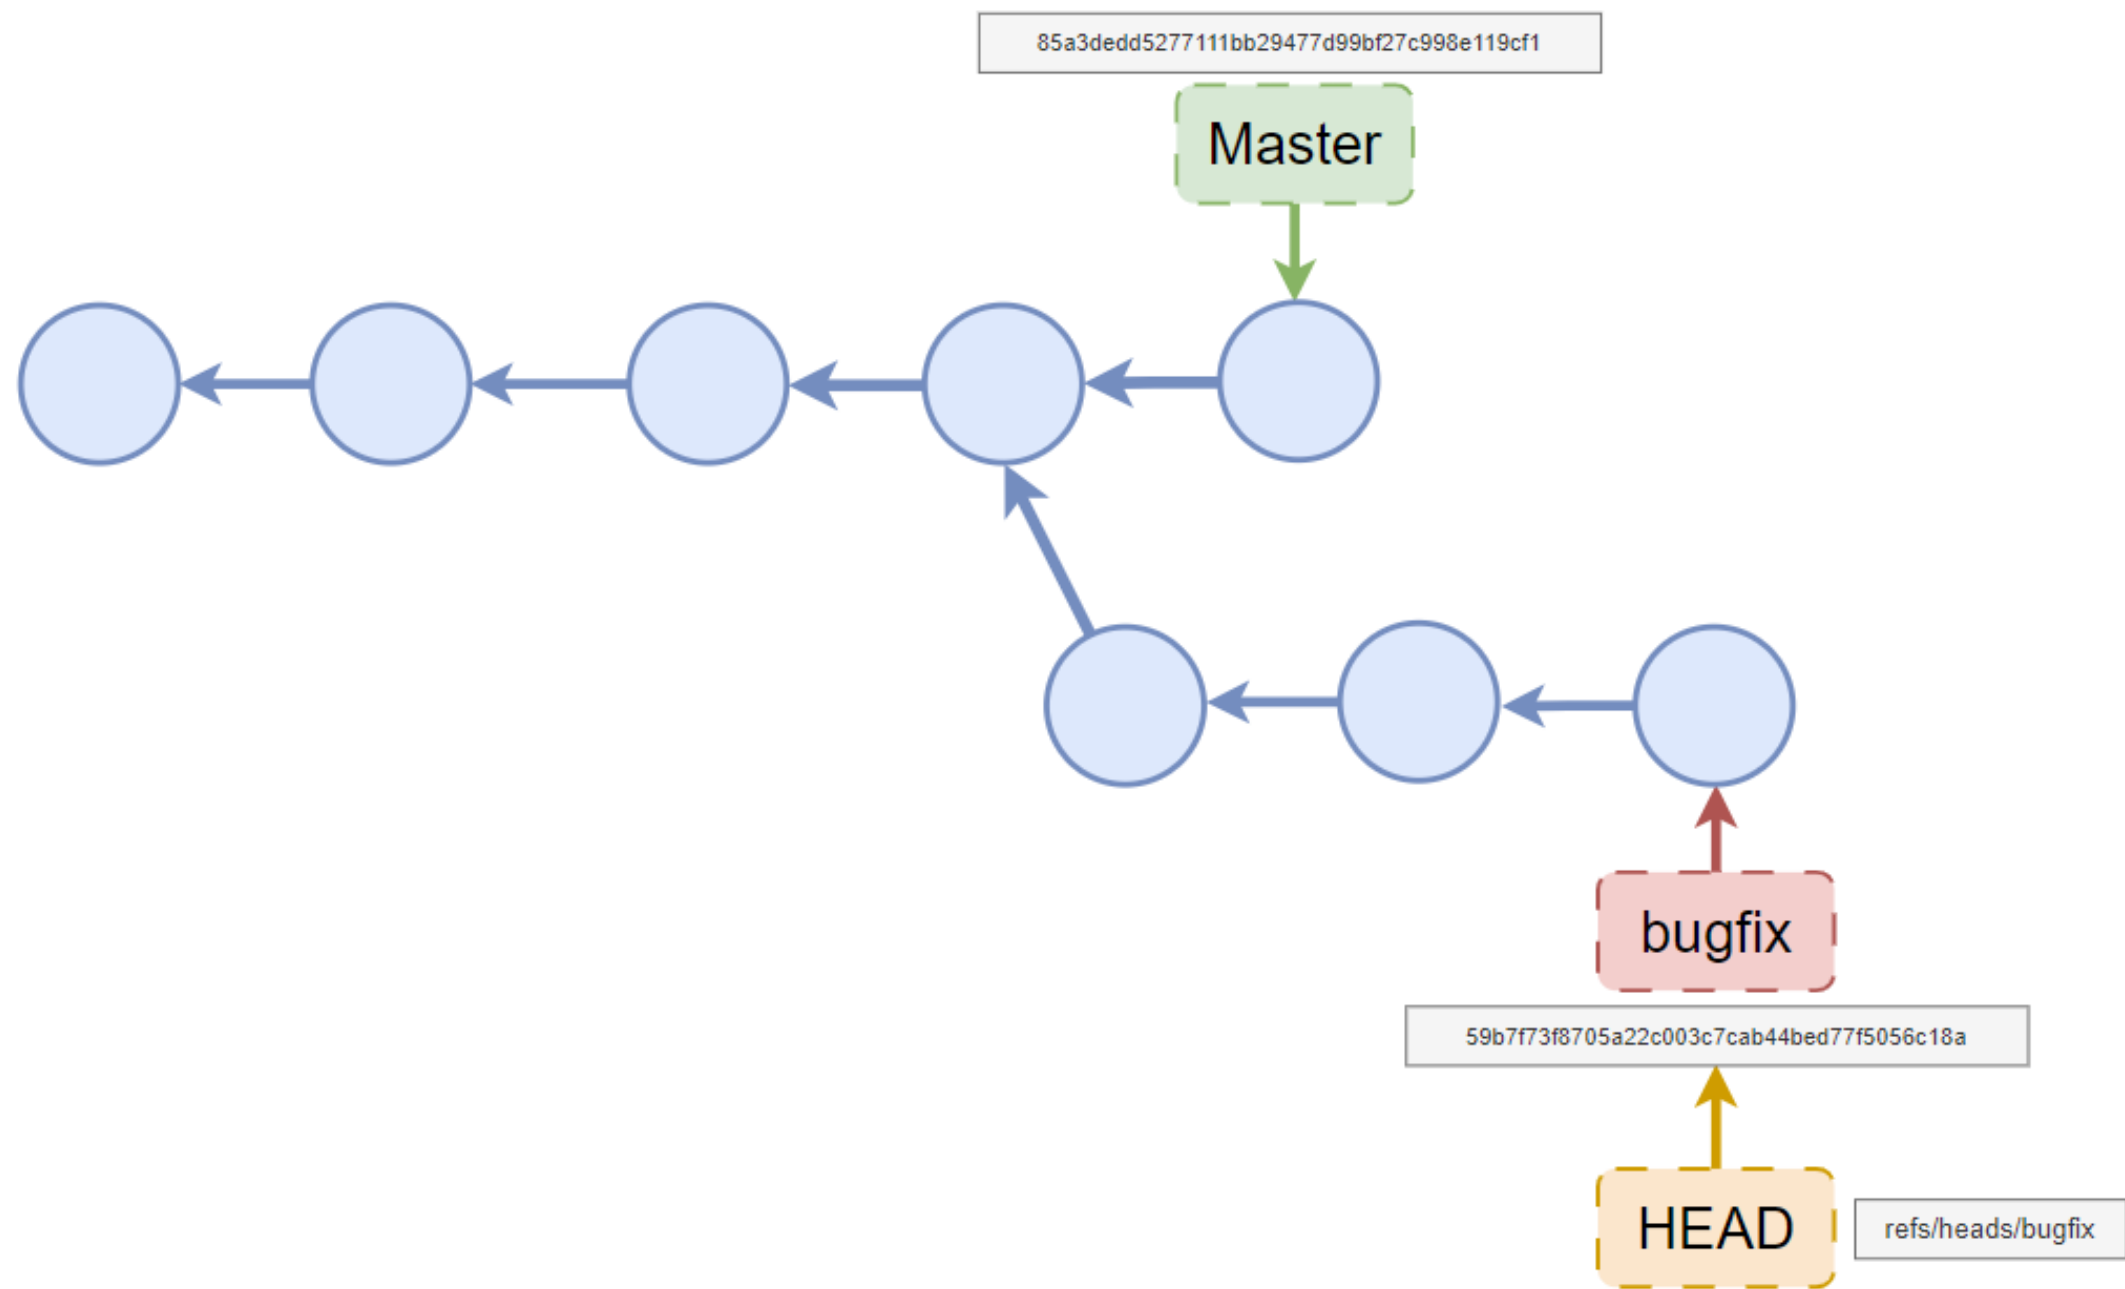 85a3dedd5277111bb29477d99bf27c998e119cf1
Master
bugfix
59b7f73f8705a22c003c7cab44bed77f5056c18a
HEAD
refs/heads/bugfix